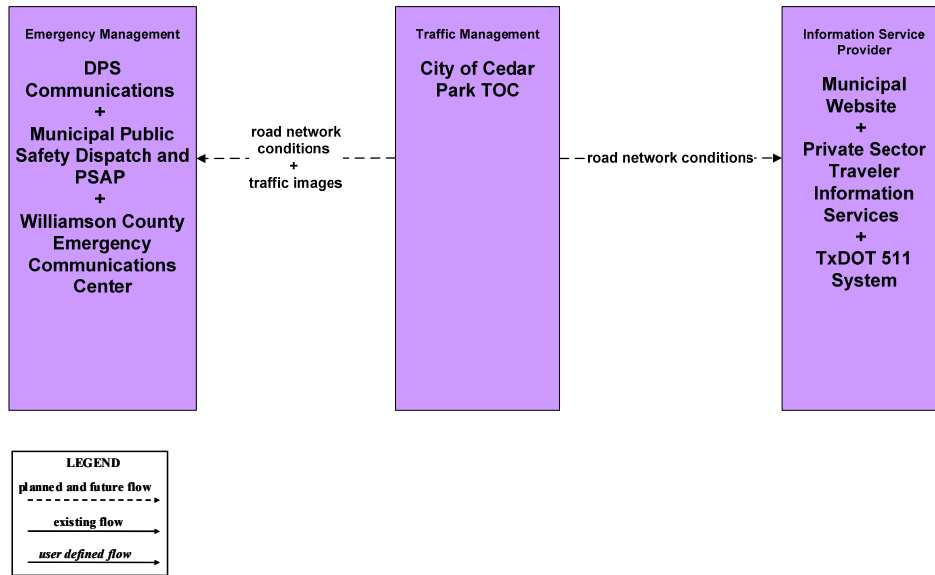 Emergency Management
DPS
Communications
+
Municipal Public
Safety Dispatch and
PSAP
+
Williamson County
Emergency
Communications
Center
road network
conditions
+
traffic images
Traffic Management
City of Cedar
Park TOC
road network conditions
Information Service
Provider
Municipal
Website
+
Private Sector
Traveler
Information
Services
+
TxDOT 511
System
LEGEND
planned and future flow
existing flow
user defined flow